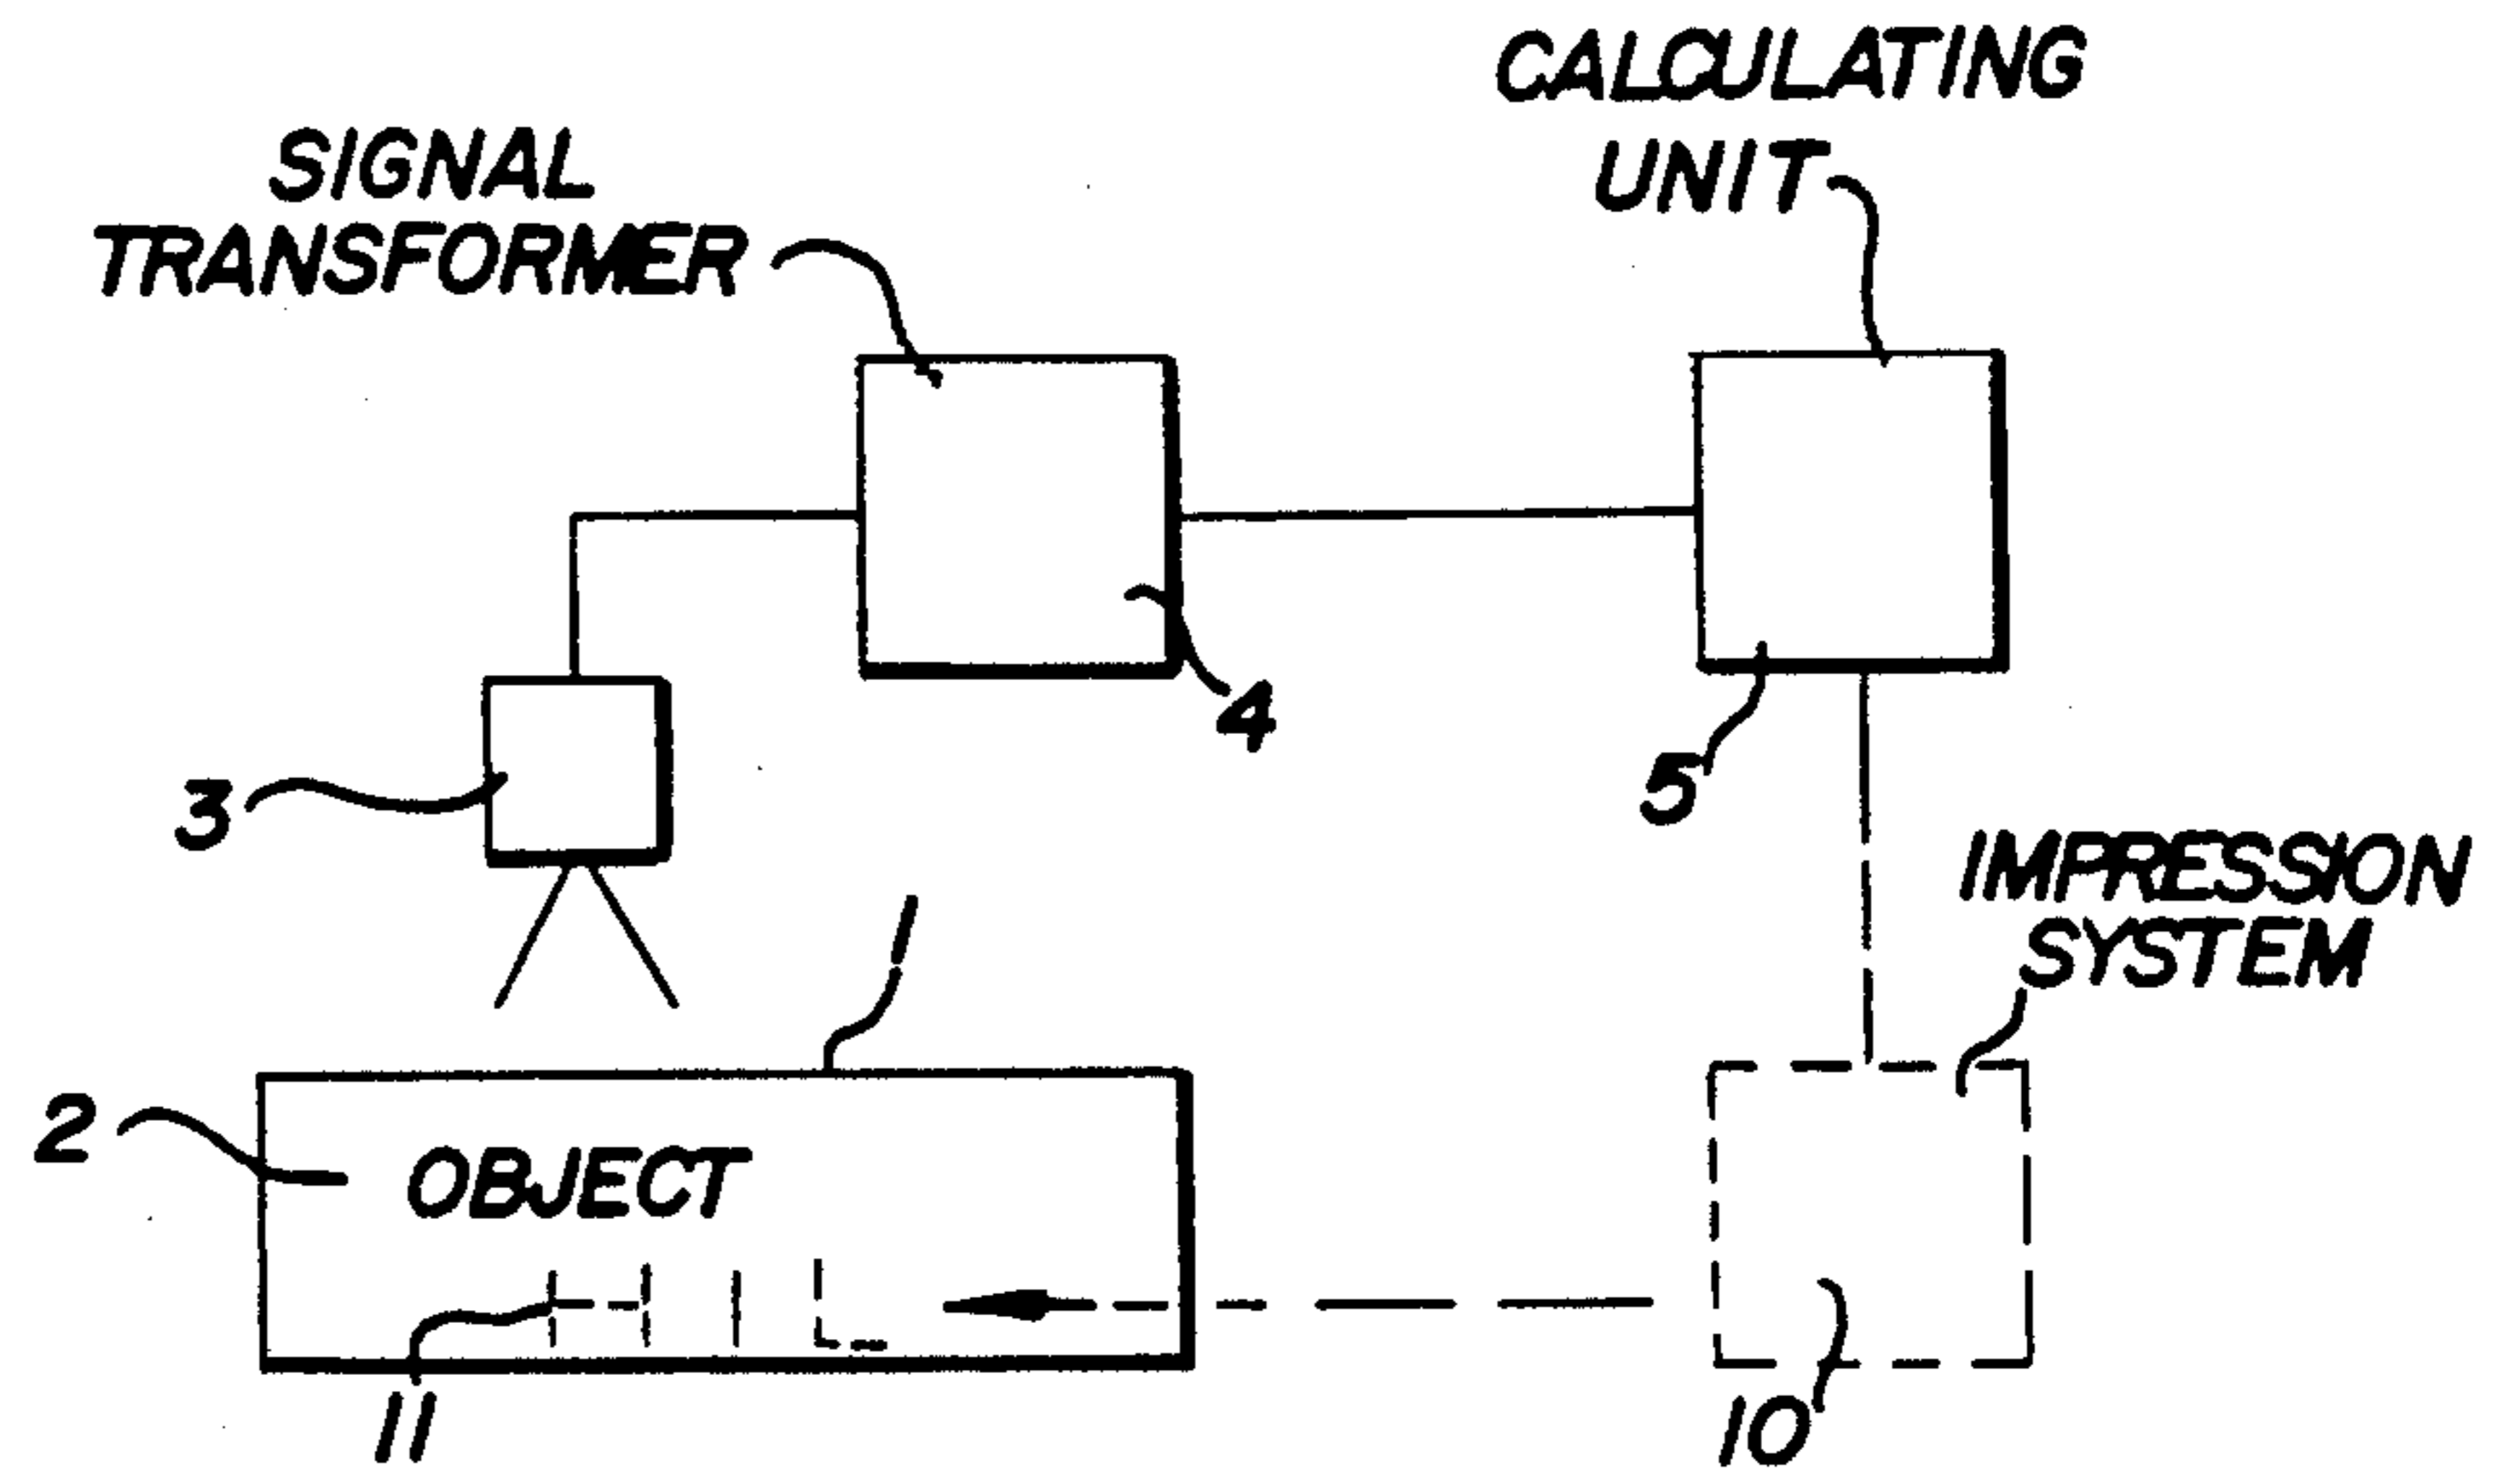 CALCULATING
UNIT
SIGNAL
TRANSFORMER
4
3
5
IMPRESSION
SYSTEM
1
2
OBJECT
11
10